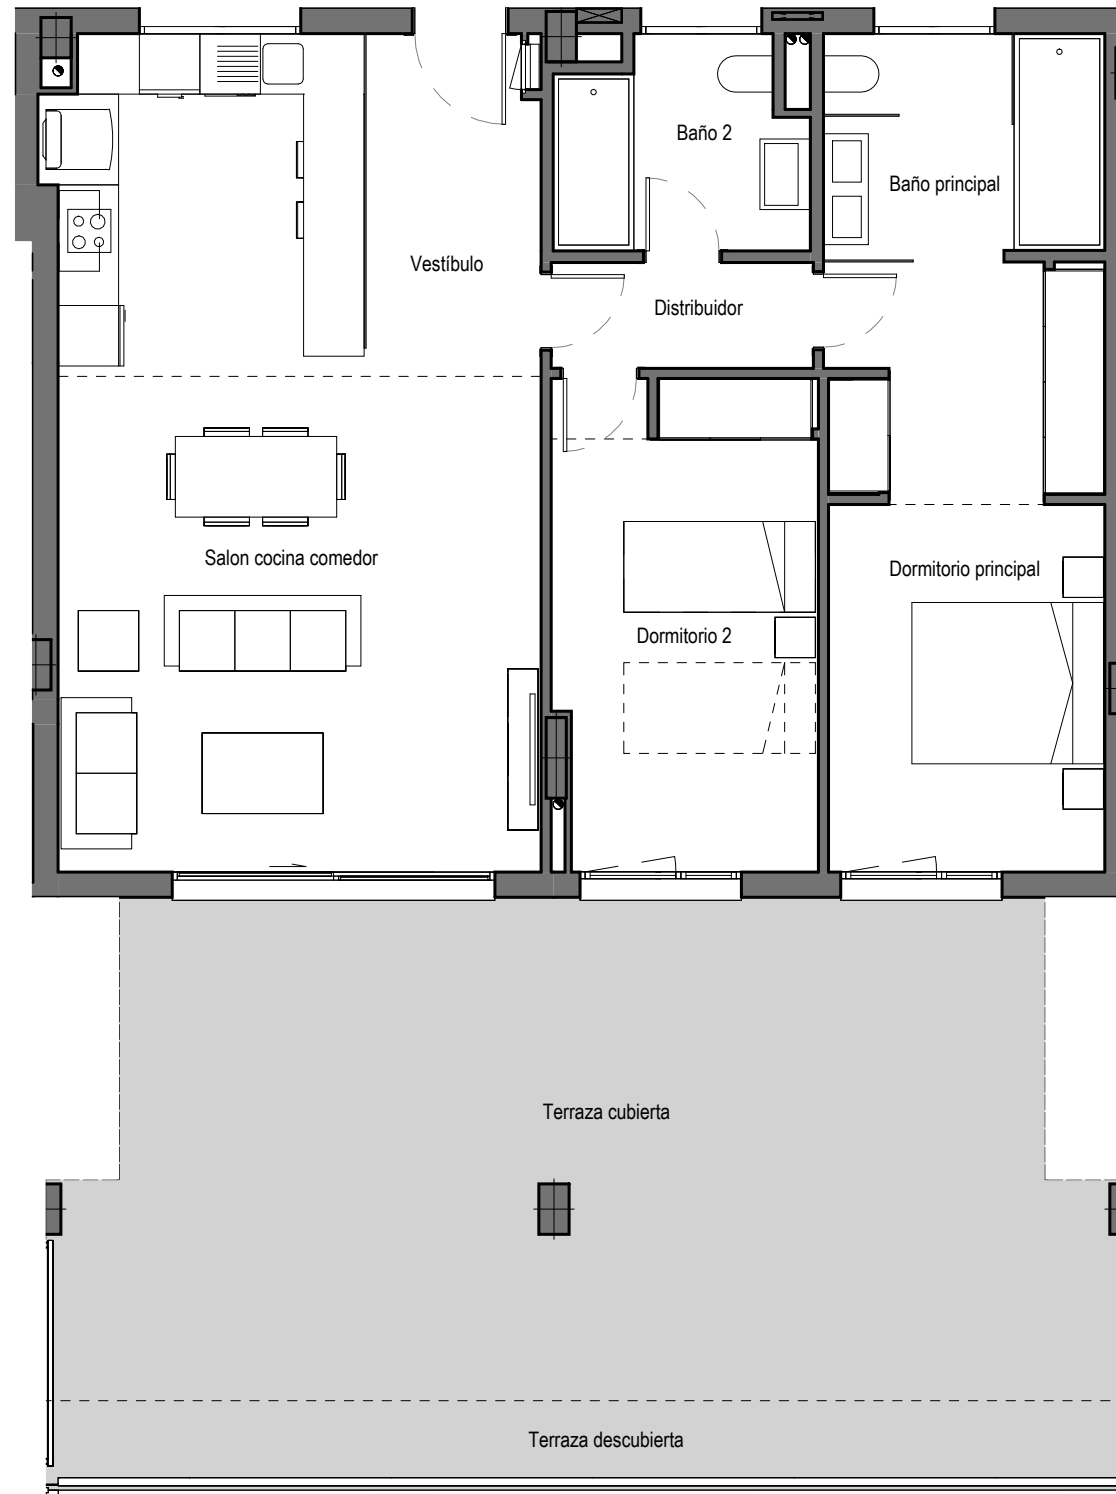 Baño 2
Baño principal
Vestíbulo
Distribuidor
Salon cocina comedor
Dormitorio principal
Dormitorio 2
Terraza cubierta
Terraza descubierta